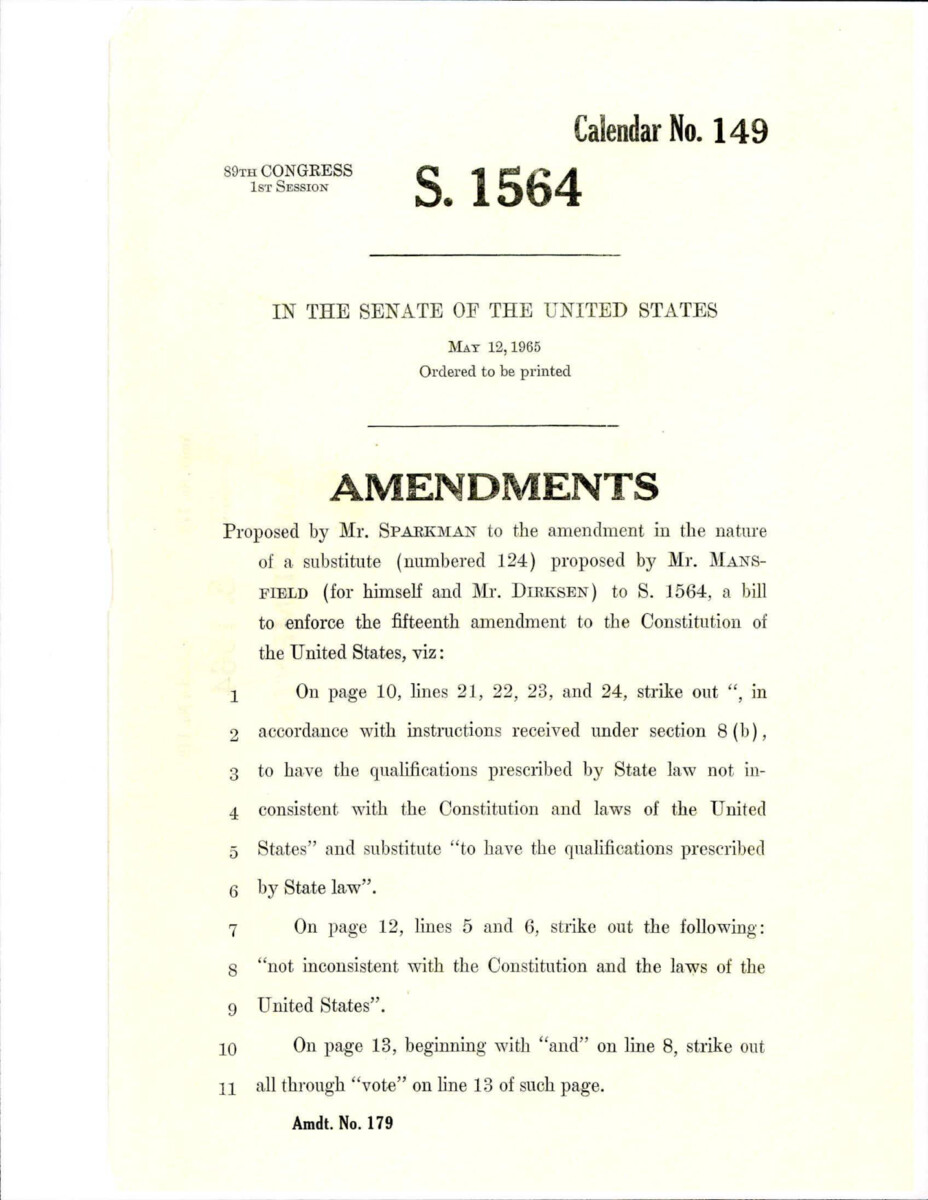 Calendar No. 149
89TH CONGRESS
1ST SESSION
S. 1564
IN THE SENATE OF THE UNITED STATES
MAY 12, 1965
Ordered to be printed
AMENDMENTS
Proposed by Mr. SPARKMAN to the amendment in the nature
of a substitute (numbered 124) proposed by Mr. MANS-
FIELD (for himself and Mr. DIRKSEN) to S. 1564, a bill
to enforce the fifteenth amendment to the Constitution of
the United States, viz:
1 On page 10, lines 21, 22, 23, and 24, strike out “, in
2 accordance with instructions received under section 8(b),
3 to have the qualifications prescribed by State law not in-
4 consistent with the Constitution and laws of the United
5 States” and substitute “to have the qualifications prescribed
6 by State law”.
7 On page 12, lines 5 and 6, strike out the following:
8 “not inconsistent with the Constitution and the laws of the
9 United States”.
10 On page 13, beginning with “and” on line 8, strike out
11 all through “vote” on line 13 of such page.
Amdt. No. 179